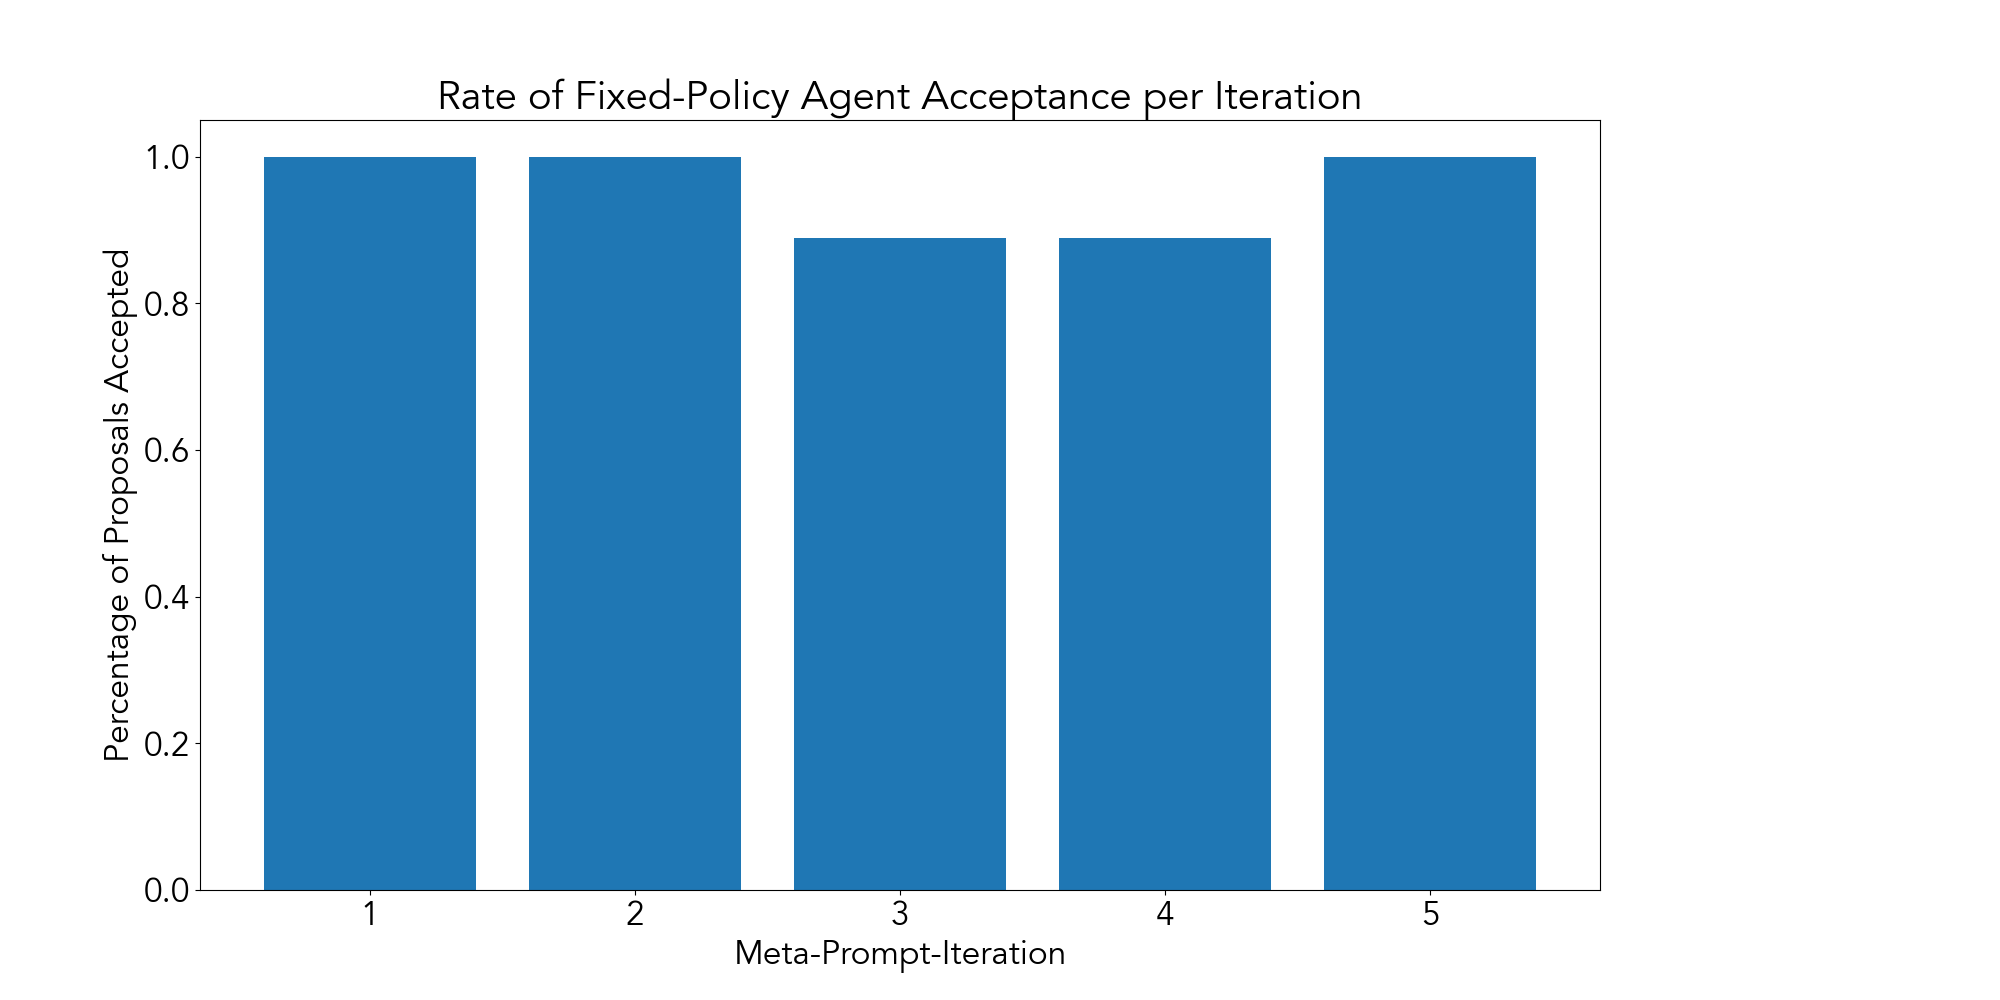 Rate of Fixed-Policy Agent Acceptance per Iteration
Percentage of Proposals Accepted
1.0
0.8
0.6
0.4
0.2
0.0
1 2 3 4 5
Meta-Prompt-Iteration